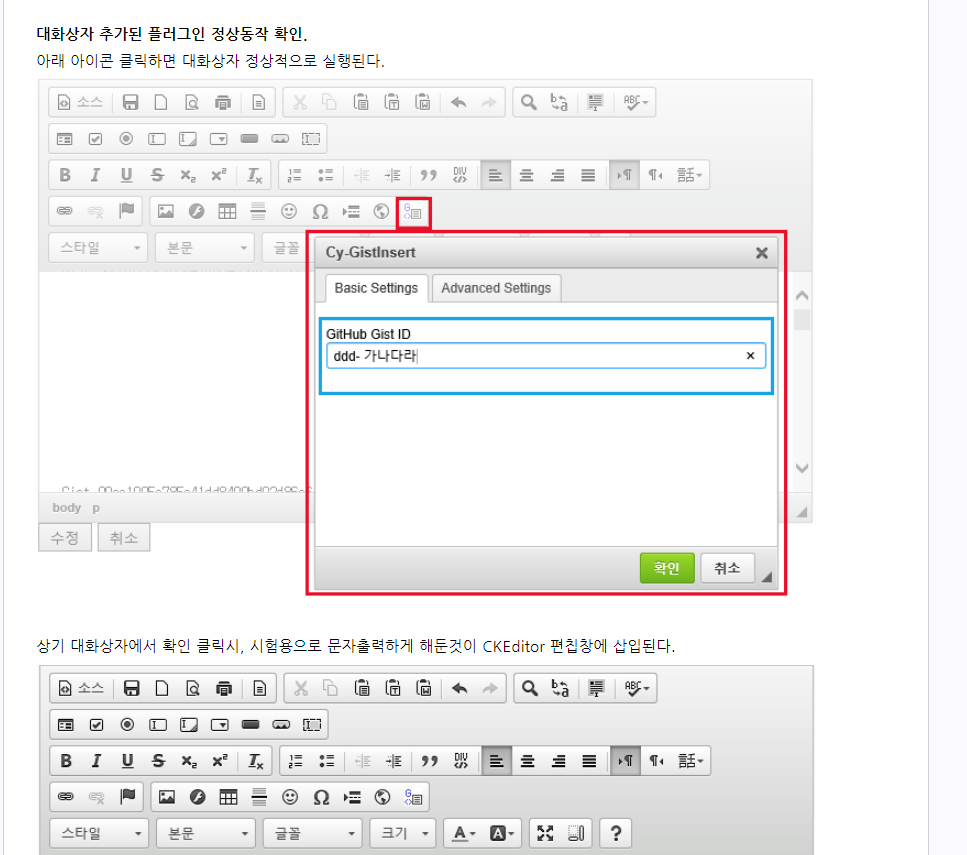 대화상자 추가된 플러그인 정상동작 확인.
아래 아이콘 클릭하면 대화상자 정상적으로 실행된다.
소스
스타일 본문 글꼴
Cy-GistInsert
Basic Settings Advanced Settings
GitHub Gist ID
ddd- 가나다라
body p
수정 취소
확인 취소
상기 대화상자에서 확인 클릭시, 시험용으로 문자출력하게 해둔것이 CKEditor 편집창에 삽입된다.
소스
스타일 본문 글꼴 크기